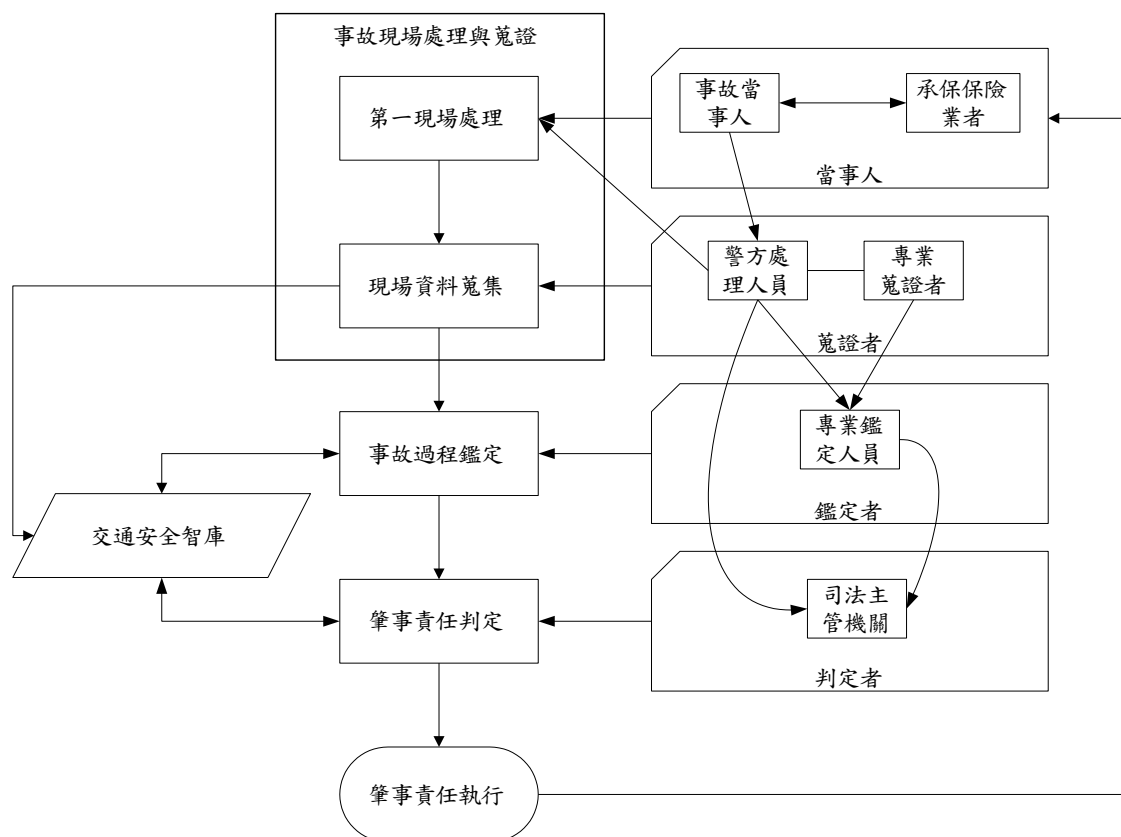 事故現場處理與蒐證
第一現場處理
現場資料蒐集
事故過程鑑定
肇事責任判定
肇事責任執行
交通安全智庫
事故當
事人
承保保險
業者
當事人
警方處
理人員
專業
蒐證者
蒐證者
專業鑑
定人員
鑑定者
司法主
管機關
判定者